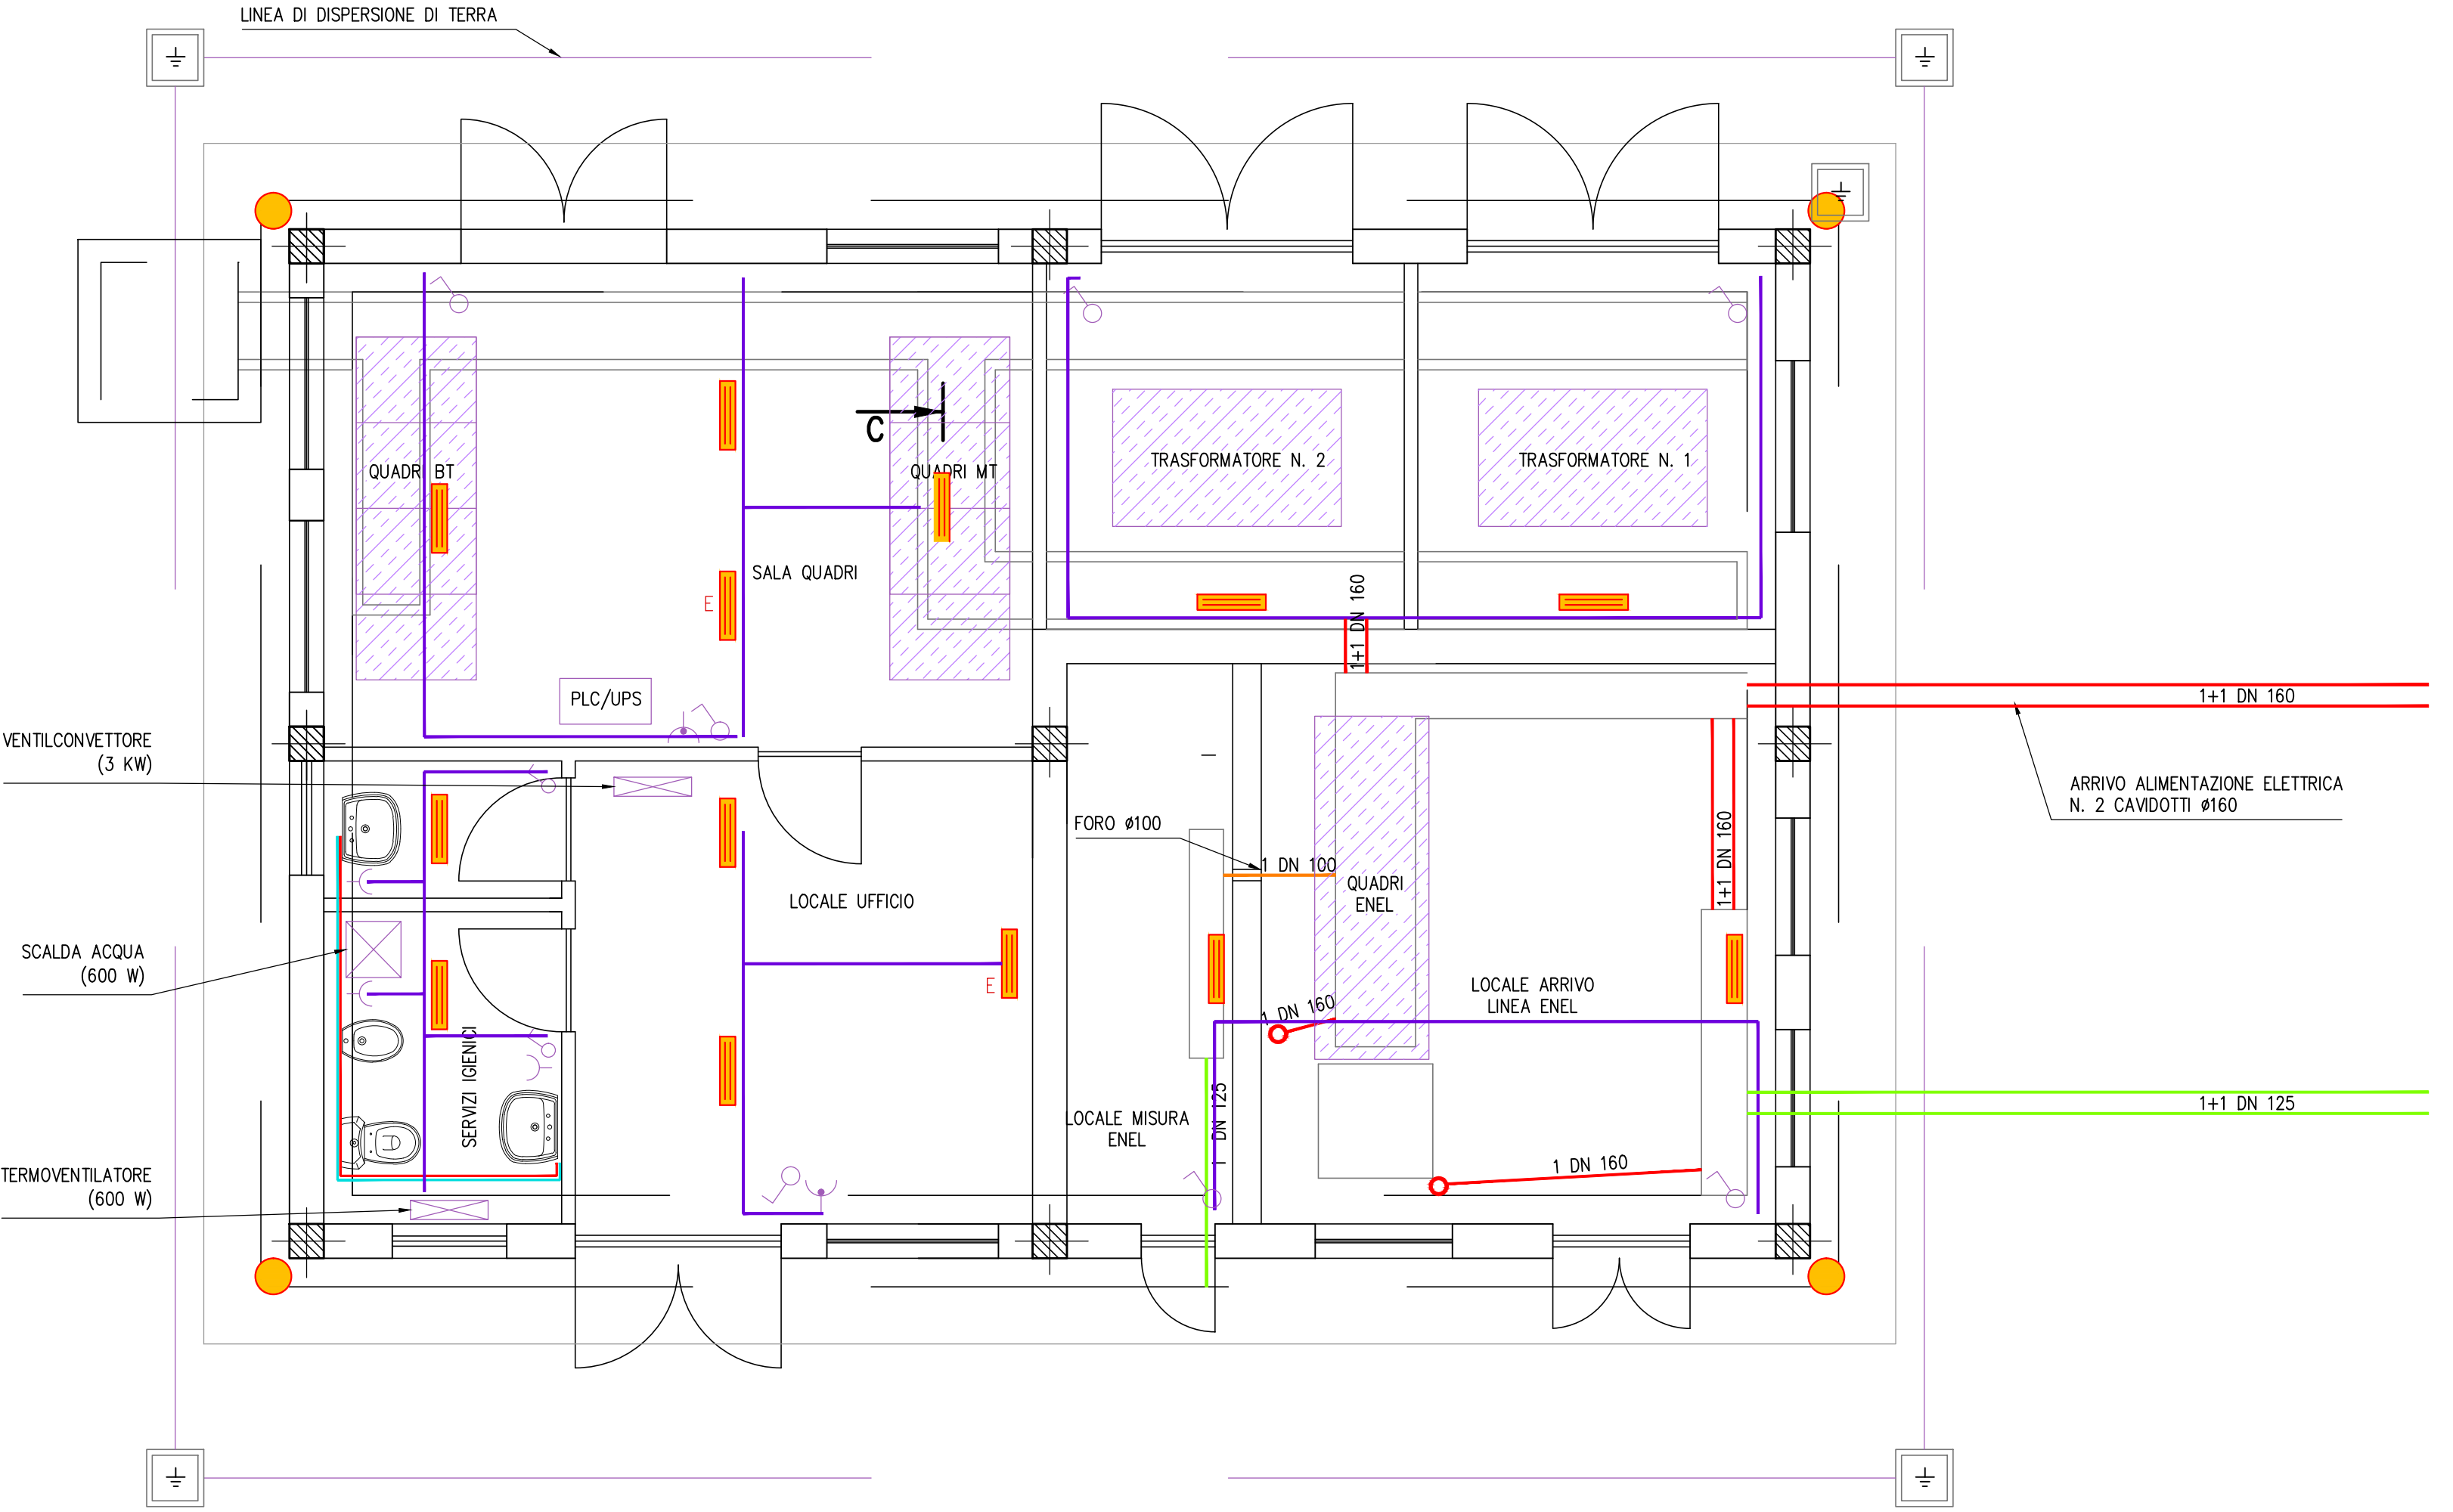 LINEA DI DISPERSIONE DI TERRA
C
QUADRI BT
QUADRI MT
TRASFORMATORE N. 2
TRASFORMATORE N. 1
SALA QUADRI
E
1+1 DN 160
PLC/UPS
1+1 DN 160
VENTILCONVETTORE
(3 KW)
ARRIVO ALIMENTAZIONE ELETTRICA
N. 2 CAVIDOTTI ø160
FORO ø100
1+1 DN 160
1 DN 100
QUADRI
ENEL
LOCALE UFFICIO
SCALDA ACQUA
(600 W)
E
LOCALE ARRIVO
LINEA ENEL
1 DN 160
SERVIZI IGIENICI
LOCALE MISURA
ENEL
1 DN 125
1+1 DN 125
1 DN 160
TERMOVENTILATORE
(600 W)